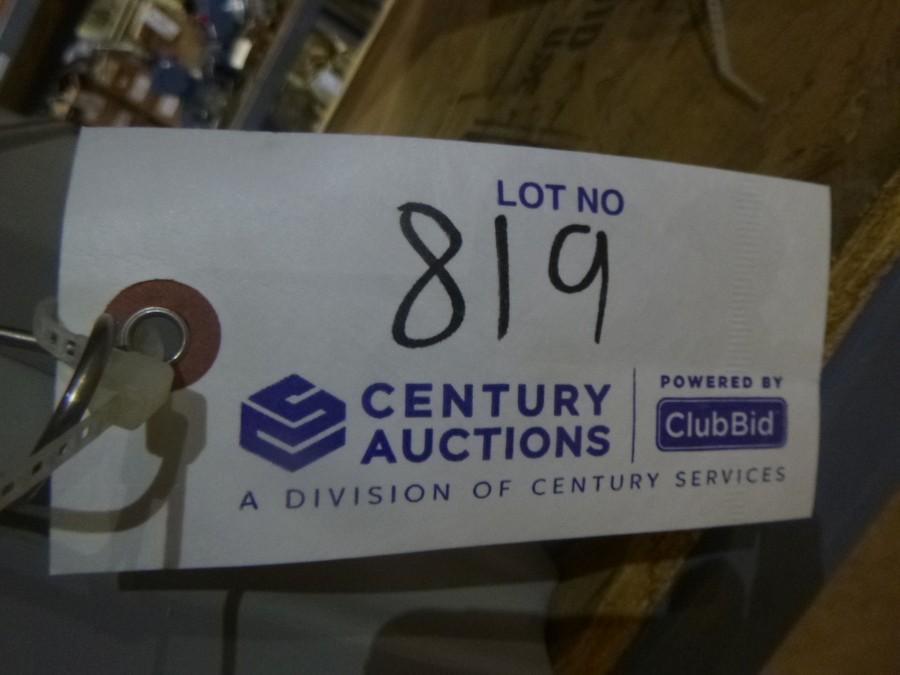 LOT NO
819
CENTURY AUCTIONS
POWERED BY
ClubBid
A DIVISION OF CENTURY SERVICES